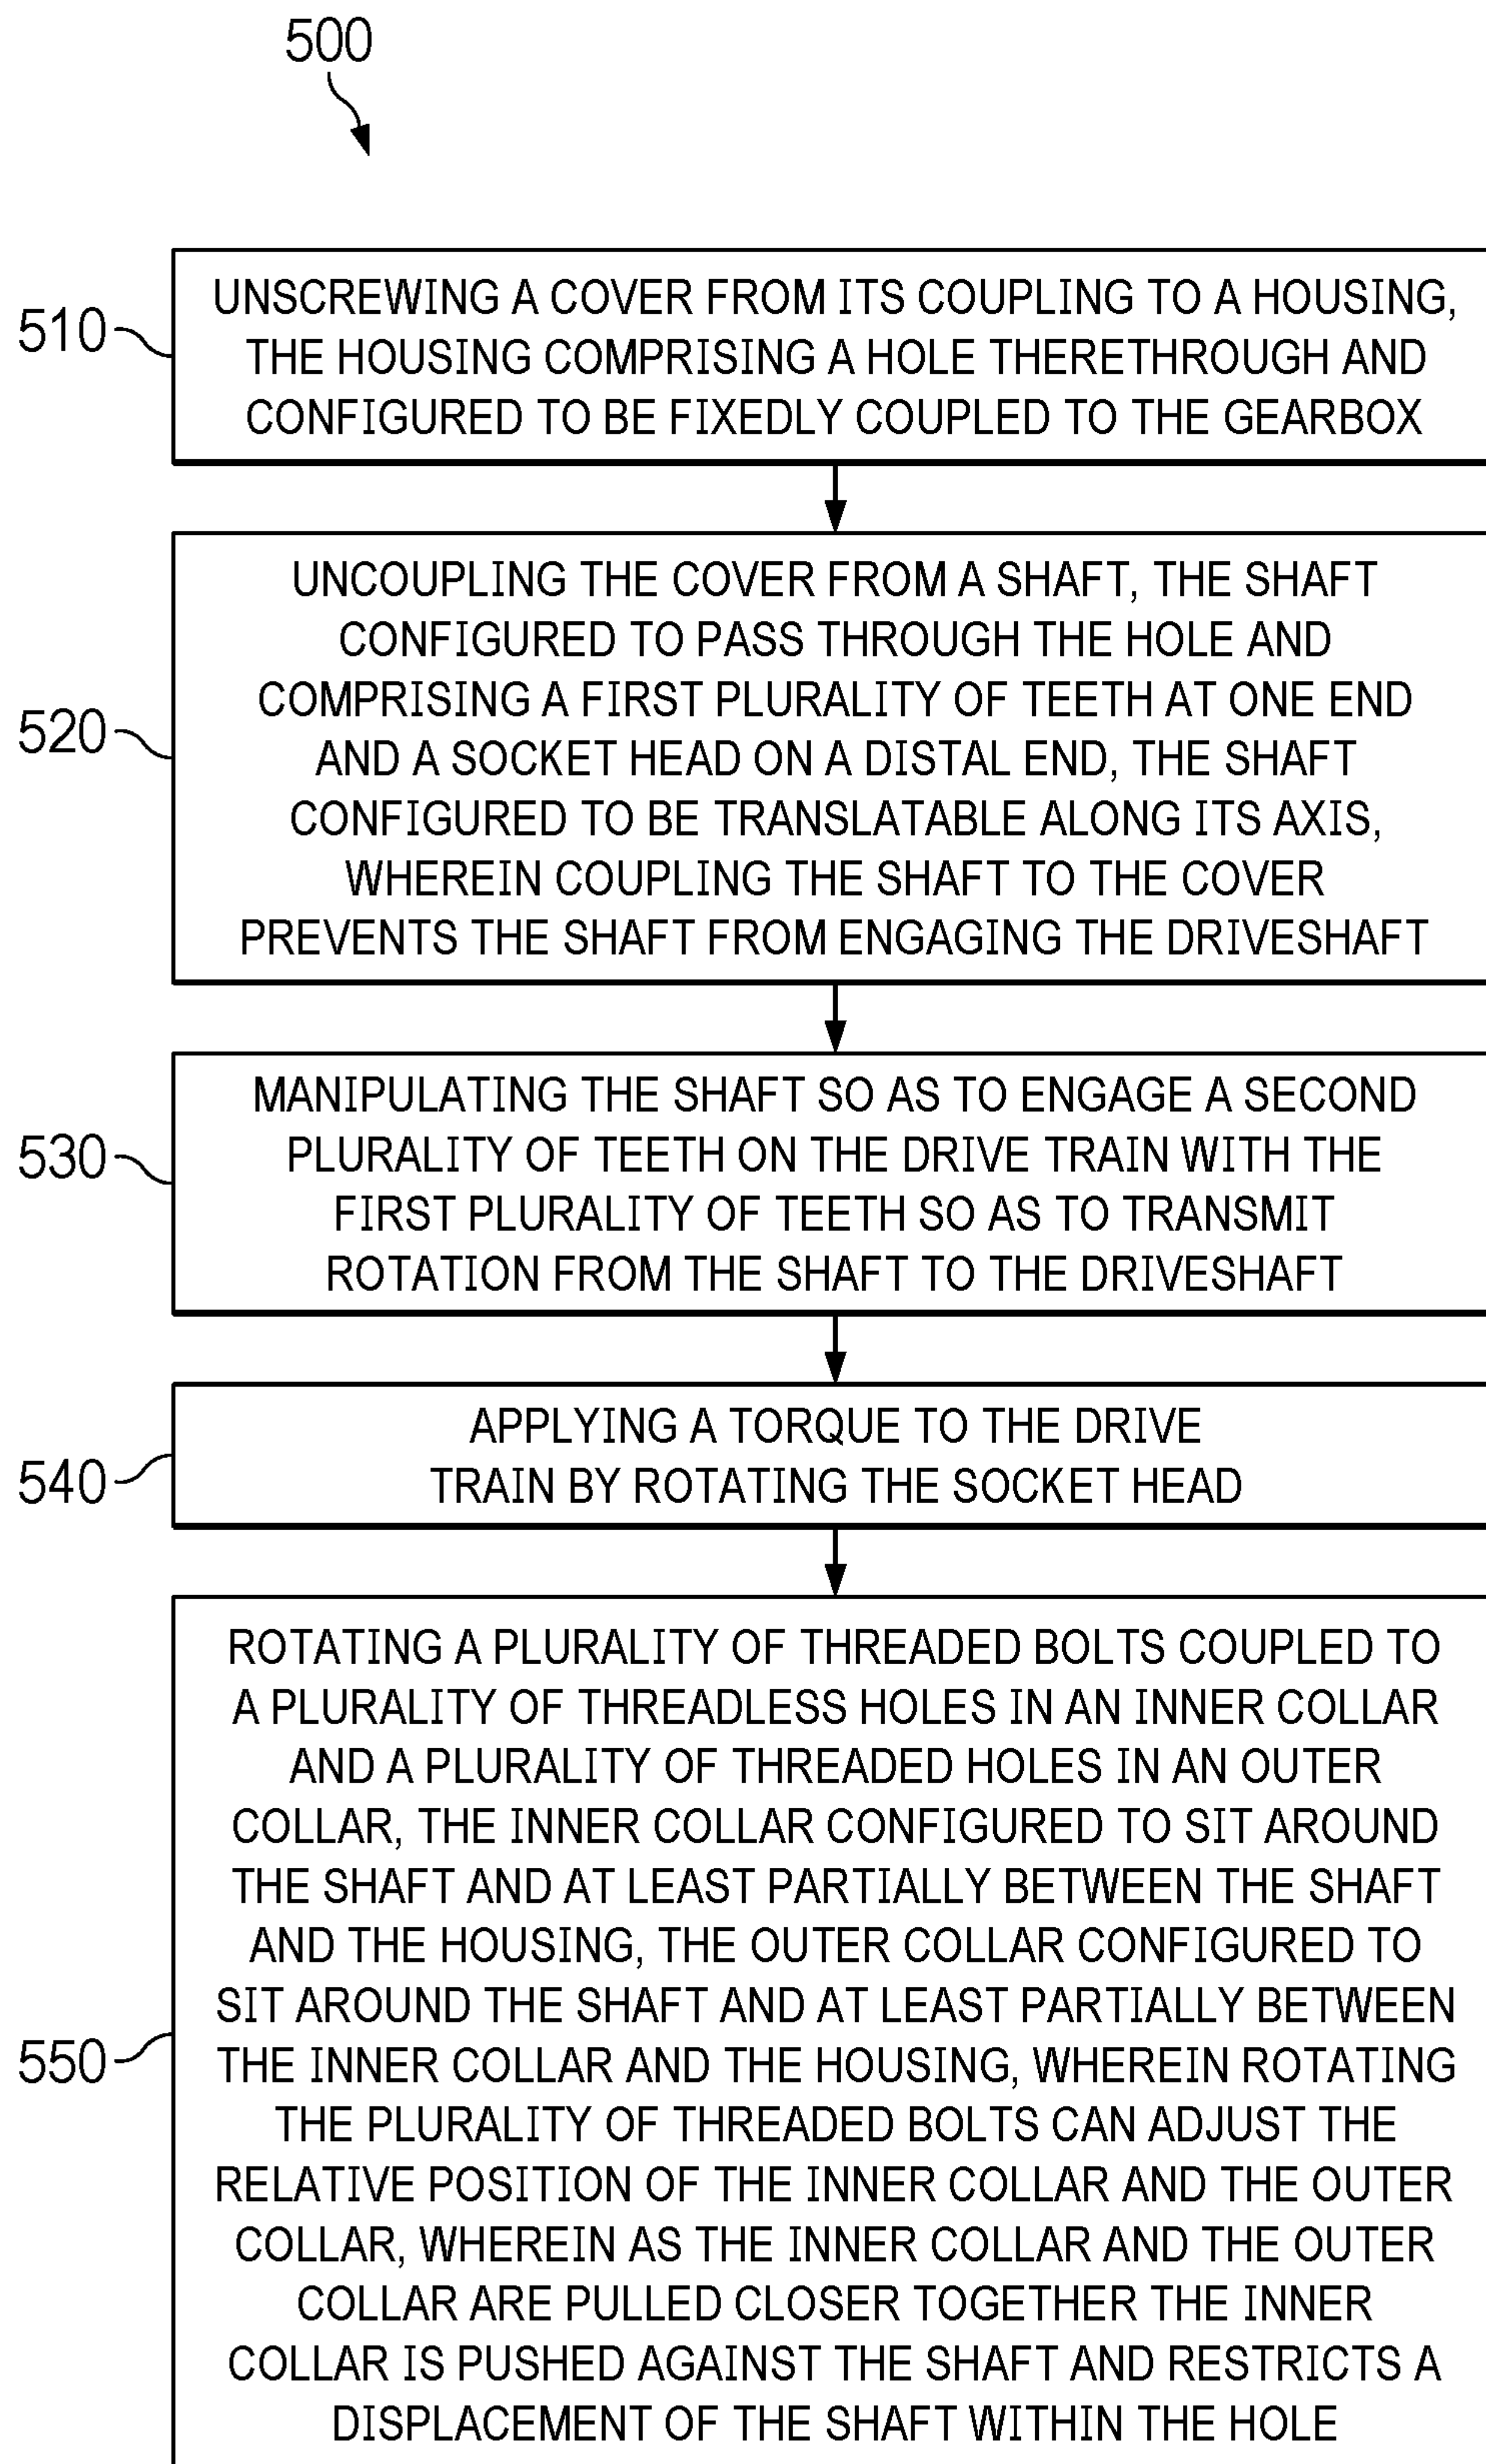 500
510
UNSCREWING A COVER FROM ITS COUPLING TO A HOUSING,
THE HOUSING COMPRISING A HOLE THERETHROUGH AND
CONFIGURED TO BE FIXEDLY COUPLED TO THE GEARBOX
520
UNCOUPLING THE COVER FROM A SHAFT, THE SHAFT
CONFIGURED TO PASS THROUGH THE HOLE AND
COMPRISING A FIRST PLURALITY OF TEETH AT ONE END
AND A SOCKET HEAD ON A DISTAL END, THE SHAFT
CONFIGURED TO BE TRANSLATABLE ALONG ITS AXIS,
WHEREIN COUPLING THE SHAFT TO THE COVER
PREVENTS THE SHAFT FROM ENGAGING THE DRIVESHAFT
530
MANIPULATING THE SHAFT SO AS TO ENGAGE A SECOND
PLURALITY OF TEETH ON THE DRIVE TRAIN WITH THE
FIRST PLURALITY OF TEETH SO AS TO TRANSMIT
ROTATION FROM THE SHAFT TO THE DRIVESHAFT
540
APPLYING A TORQUE TO THE DRIVE
TRAIN BY ROTATING THE SOCKET HEAD
550
ROTATING A PLURALITY OF THREADED BOLTS COUPLED TO
A PLURALITY OF THREADLESS HOLES IN AN INNER COLLAR
AND A PLURALITY OF THREADED HOLES IN AN OUTER
COLLAR, THE INNER COLLAR CONFIGURED TO SIT AROUND
THE SHAFT AND AT LEAST PARTIALLY BETWEEN THE SHAFT
AND THE HOUSING, THE OUTER COLLAR CONFIGURED TO
SIT AROUND THE SHAFT AND AT LEAST PARTIALLY BETWEEN
THE INNER COLLAR AND THE HOUSING, WHEREIN ROTATING
THE PLURALITY OF THREADED BOLTS CAN ADJUST THE
RELATIVE POSITION OF THE INNER COLLAR AND THE OUTER
COLLAR, WHEREIN AS THE INNER COLLAR AND THE OUTER
COLLAR ARE PULLED CLOSER TOGETHER THE INNER
COLLAR IS PUSHED AGAINST THE SHAFT AND RESTRICTS A
DISPLACEMENT OF THE SHAFT WITHIN THE HOLE